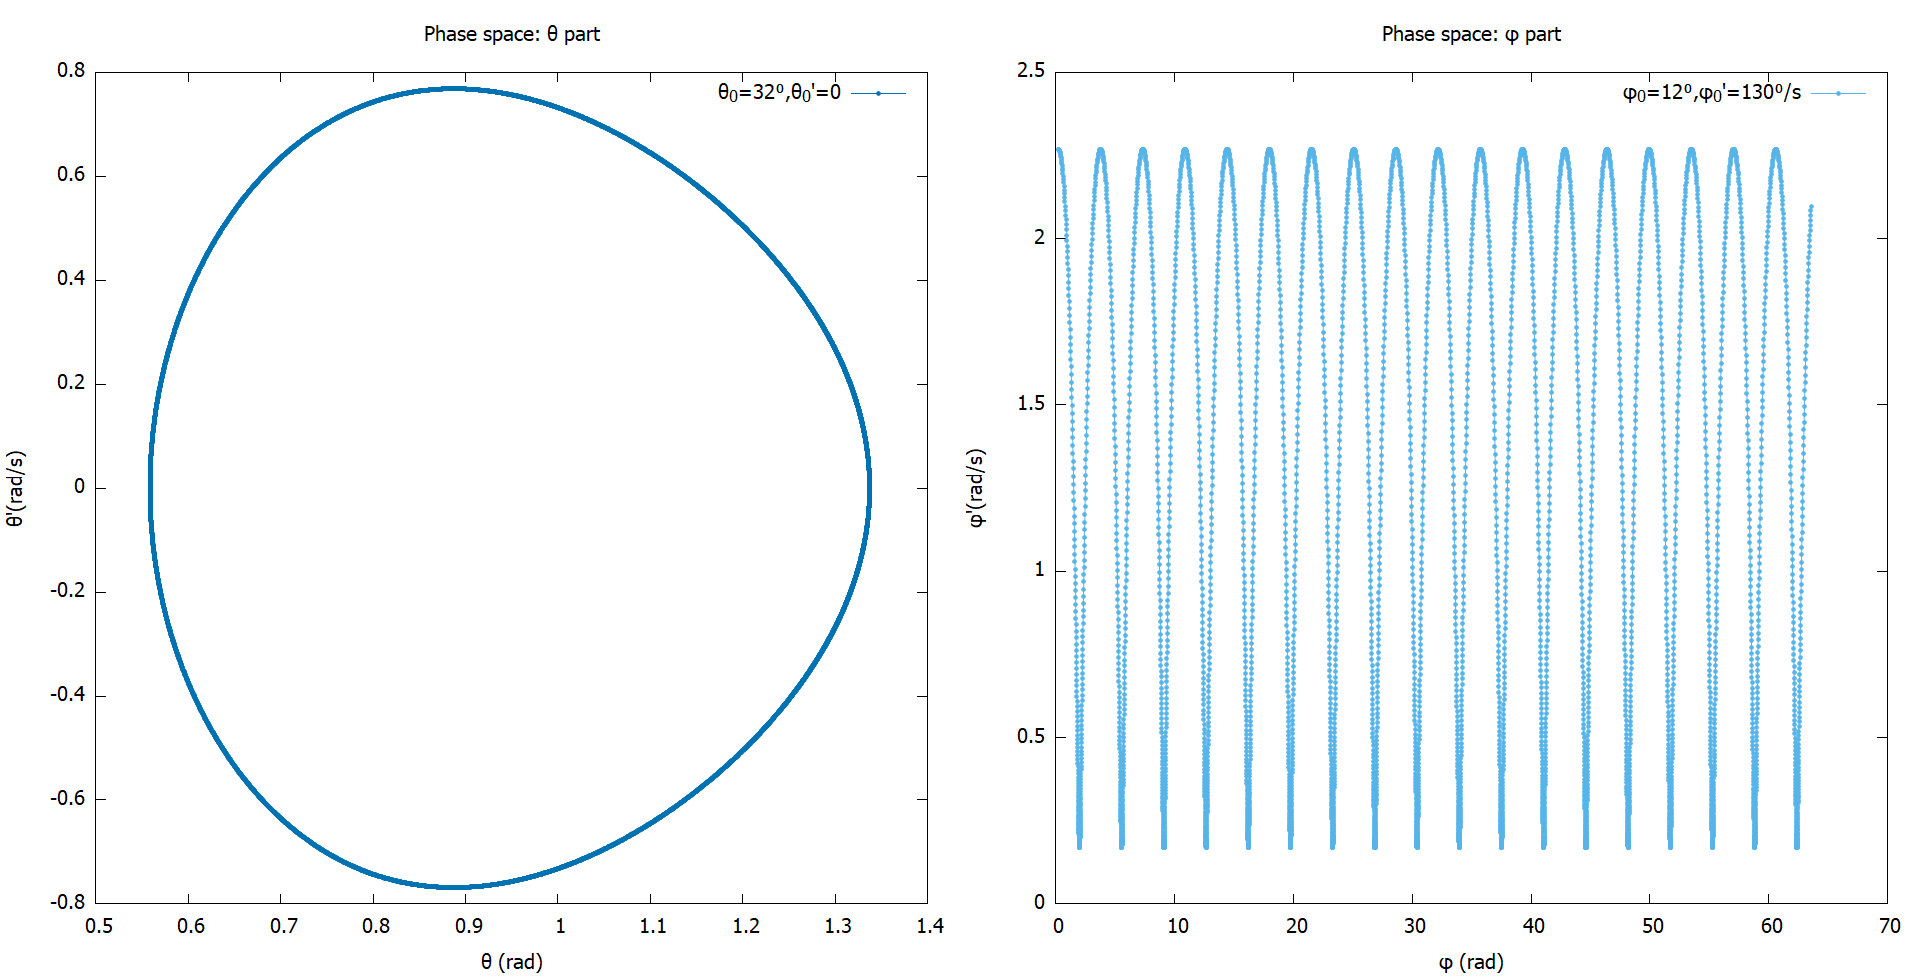 Phase space: θ part
θ₀=32º,θ₀'=0
0.8
0.6
0.4
0.2
0
-0.2
-0.4
-0.6
-0.8
θ'(rad/s)
0.5 0.6 0.7 0.8 0.9 1 1.1 1.2 1.3 1.4
θ (rad)
Phase space: φ part
φ₀=12º,φ₀'=130º/s
2.5
2
1.5
1
0.5
0
φ'(rad/s)
0 10 20 30 40 50 60 70
φ (rad)